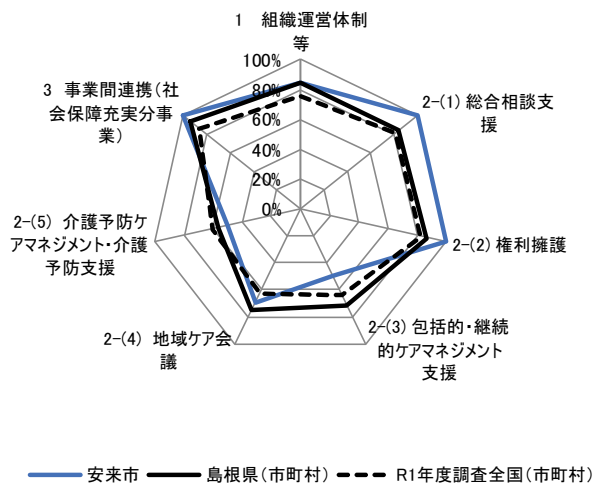 1　組織運営体制
等
100%
80%
60%
40%
20%
0%
2-(1) 総合相談支
援
2-(2) 権利擁護
2-(3) 包括的・継続
的ケアマネジメント
支援
2-(4) 地域ケア会
議
2-(5) 介護予防ケ
アマネジメント・介護
予防支援
3　事業間連携（社
会保障充実分事
業）
安来市
島根県（市町村）
R1年度調査全国（市町村）